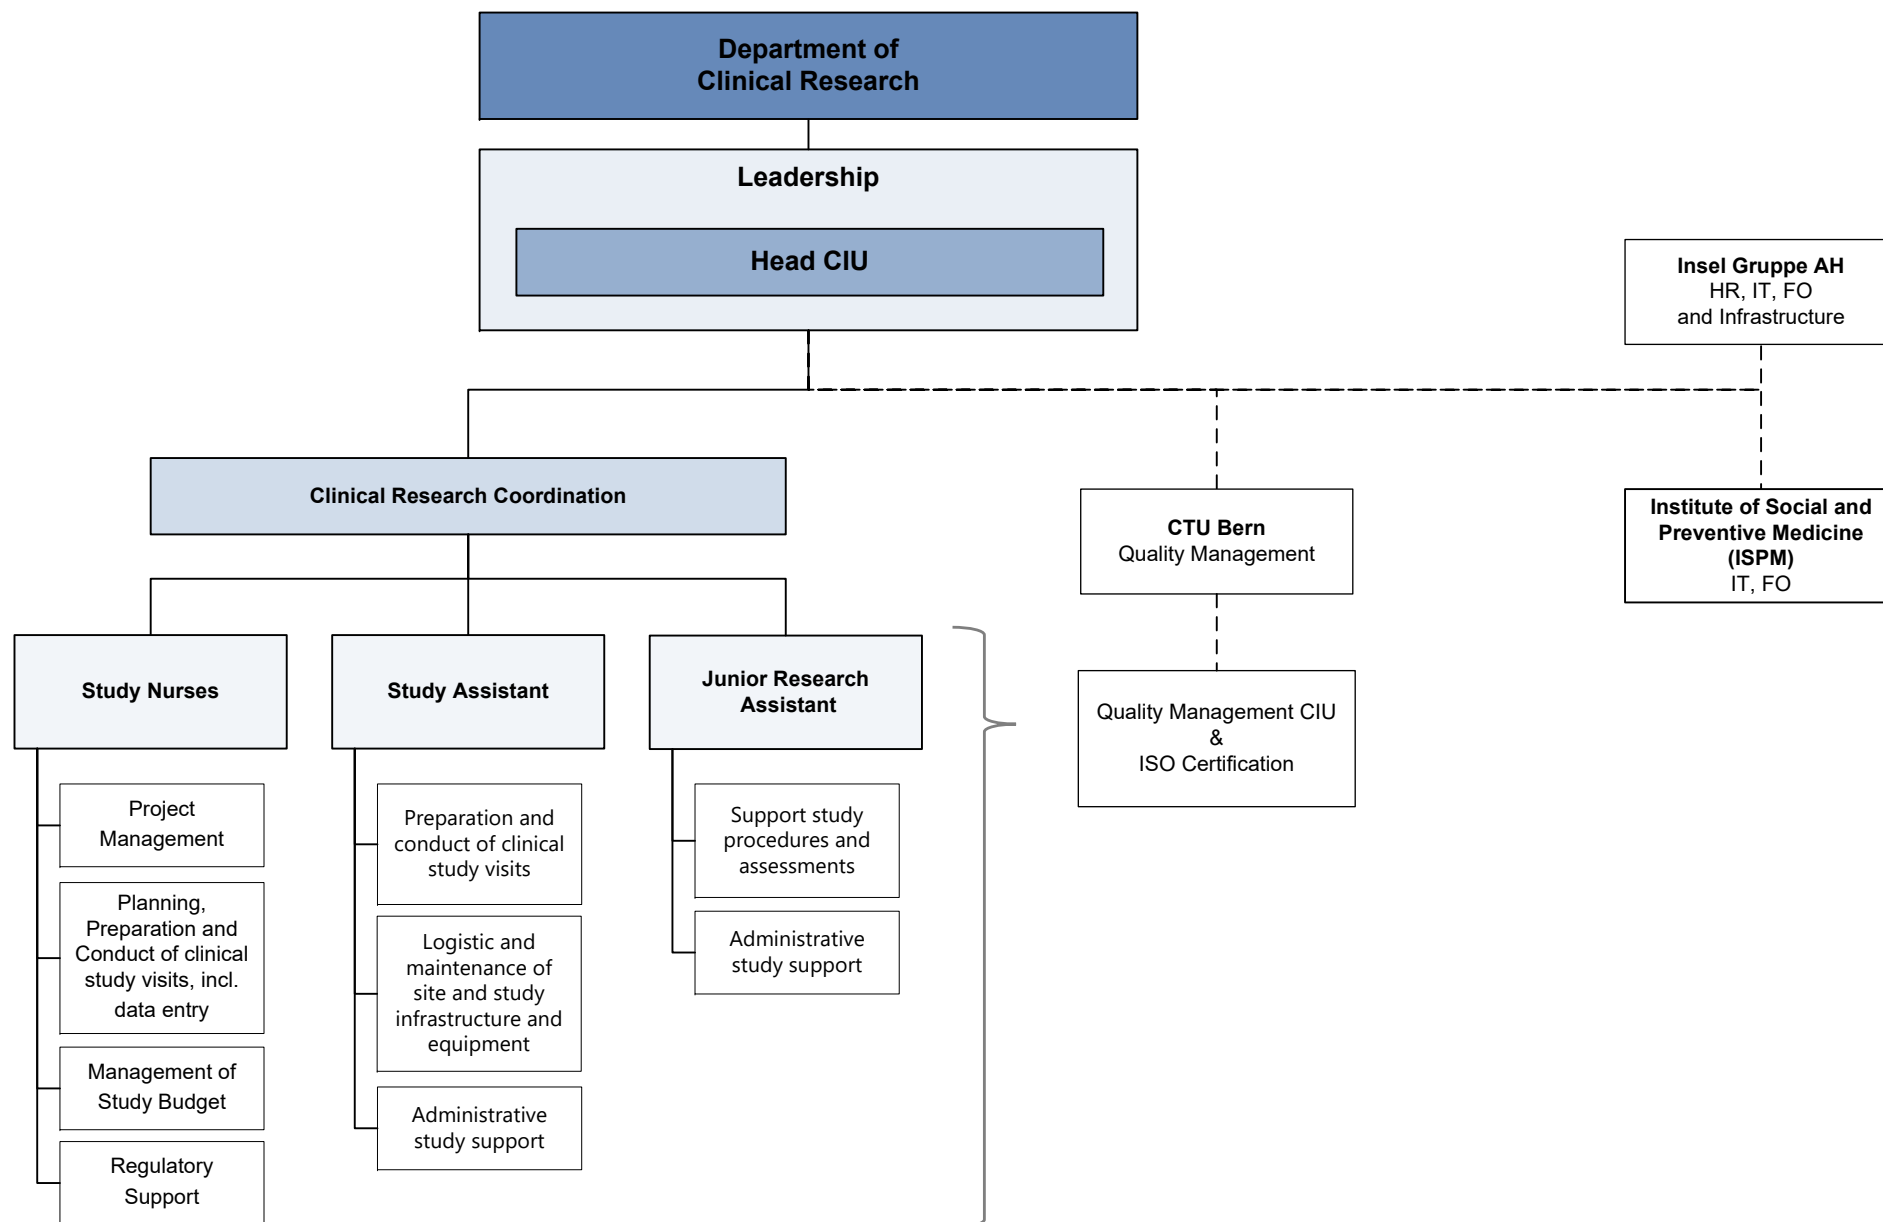 Department of
Clinical Research
Leadership
Head CIU
Insel Gruppe AH
HR, IT, FO
and Infrastructure
Clinical Research Coordination
CTU Bern
Quality Management
Institute of Social and
Preventive Medicine
(ISPM)
IT, FO
Study Nurses
Study Assistant
Junior Research
Assistant
Quality Management CIU
&
ISO Certification
Project
Management
Planning,
Preparation and
Conduct of clinical
study visits, incl.
data entry
Management of
Study Budget
Regulatory
Support
Preparation and
conduct of clinical
study visits
Logistic and
maintenance of
site and study
infrastructure and
equipment
Administrative
study support
Support study
procedures and
assessments
Administrative
study support